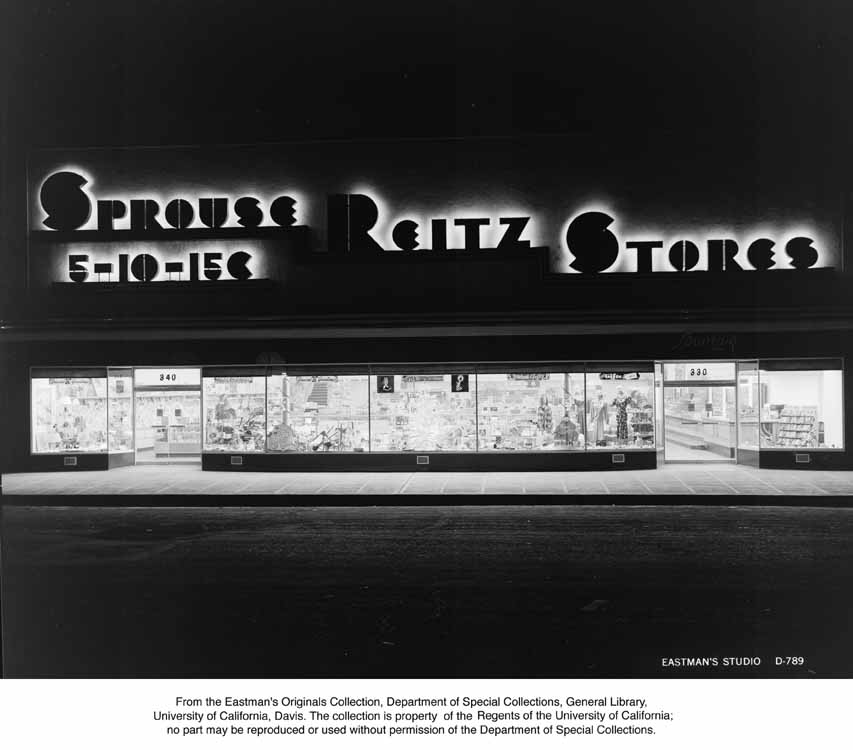 SPROUSE REITZ STORES
5-10-15¢
Fountain
340
330
EASTMAN'S STUDIO D-789
From the Eastman's Originals Collection, Department of Special Collections, General Library,
University of California, Davis. The collection is property of the Regents of the University of California;
no part may be reproduced or used without permission of the Department of Special Collections.